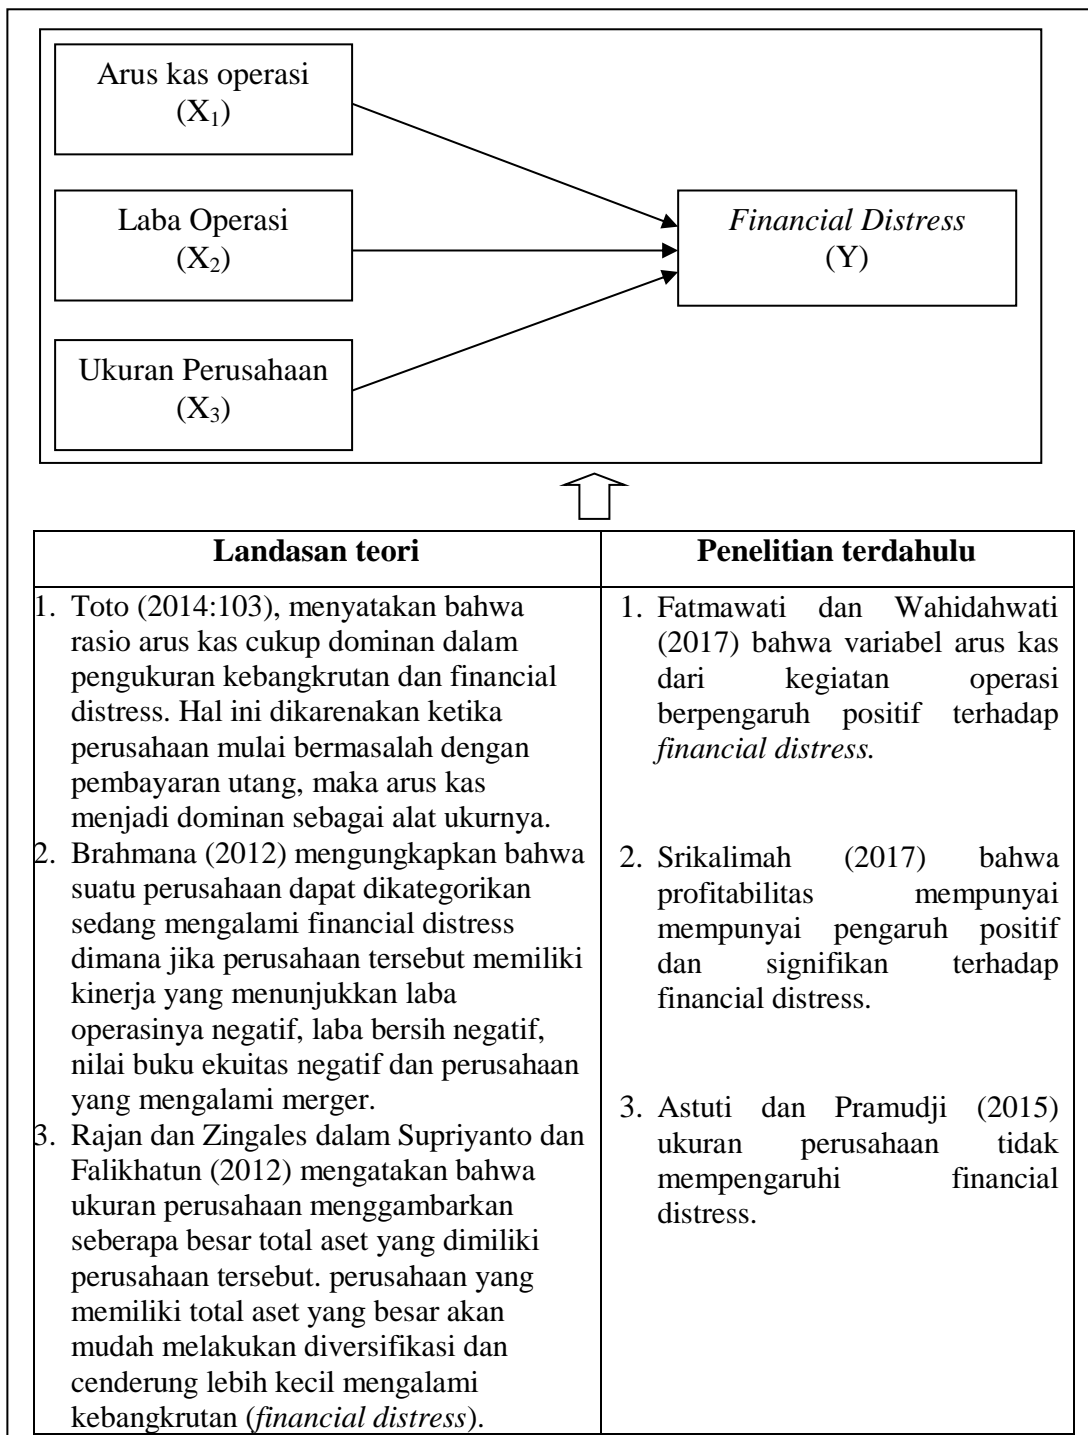 Arus kas operasi
(X₁)
Laba Operasi
(X₂)
Ukuran Perusahaan
(X₃)
Financial Distress
(Y)
Landasan teori
1. Toto (2014:103), menyatakan bahwa
rasio arus kas cukup dominan dalam
pengukuran kebangkrutan dan financial
distress. Hal ini dikarenakan ketika
perusahaan mulai bermasalah dengan
pembayaran utang, maka arus kas
menjadi dominan sebagai alat ukurnya.
2. Brahmana (2012) mengungkapkan bahwa
suatu perusahaan dapat dikategorikan
sedang mengalami financial distress
dimana jika perusahaan tersebut memiliki
kinerja yang menunjukkan laba
operasinya negatif, laba bersih negatif,
nilai buku ekuitas negatif dan perusahaan
yang mengalami merger.
3. Rajan dan Zingales dalam Supriyanto dan
Falikhatun (2012) mengatakan bahwa
ukuran perusahaan menggambarkan
seberapa besar total aset yang dimiliki
perusahaan tersebut. perusahaan yang
memiliki total aset yang besar akan
mudah melakukan diversifikasi dan
cenderung lebih kecil mengalami
kebangkrutan (financial distress).
Penelitian terdahulu
1. Fatmawati dan Wahidahwati
(2017) bahwa variabel arus kas
dari kegiatan operasi
berpengaruh positif terhadap
financial distress.
2. Srikalimah (2017) bahwa
profitabilitas mempunyai
mempunyai pengaruh positif
dan signifikan terhadap
financial distress.
3. Astuti dan Pramudji (2015)
ukuran perusahaan tidak
mempengaruhi financial
distress.